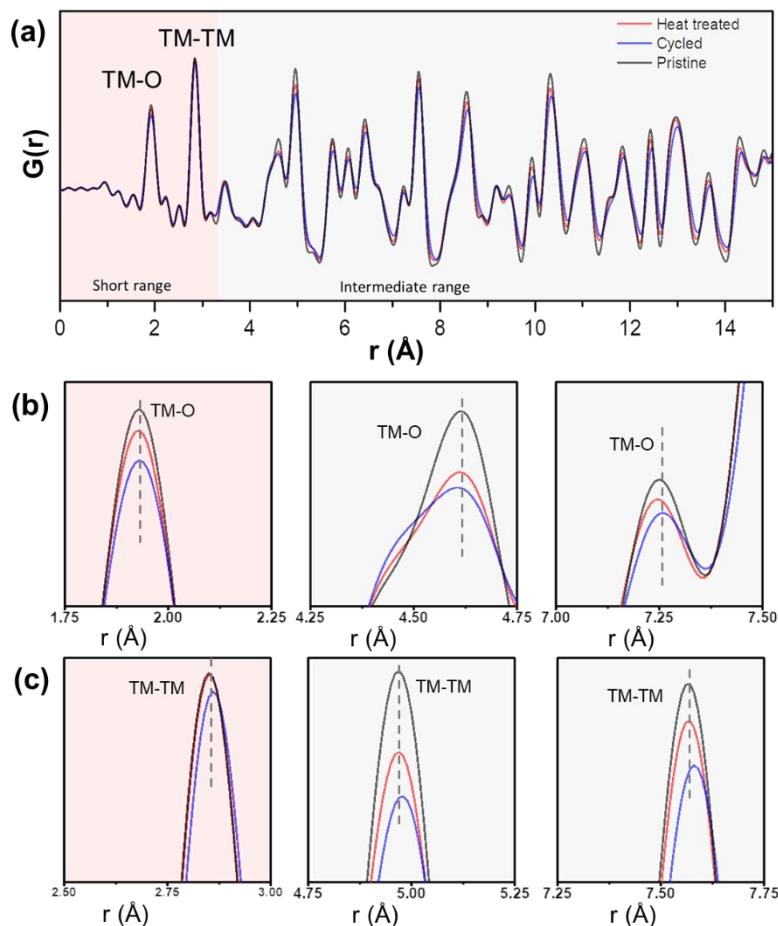 (a)
TM-TM
TM-O
Heat treated
Cycled
Pristine
G(r)
Short range
Intermediate range
0 2 4 6 8 10 12 14
r (Å)
(b)
TM-O
TM-O
TM-O
1.75 2.00 2.25
4.25 4.50 4.75
7.00 7.25 7.50
r (Å)
r (Å)
r (Å)
(c)
TM-TM
TM-TM
TM-TM
2.50 2.75 3.00
4.75 5.00 5.25
7.25 7.50 7.75
r (Å)
r (Å)
r (Å)